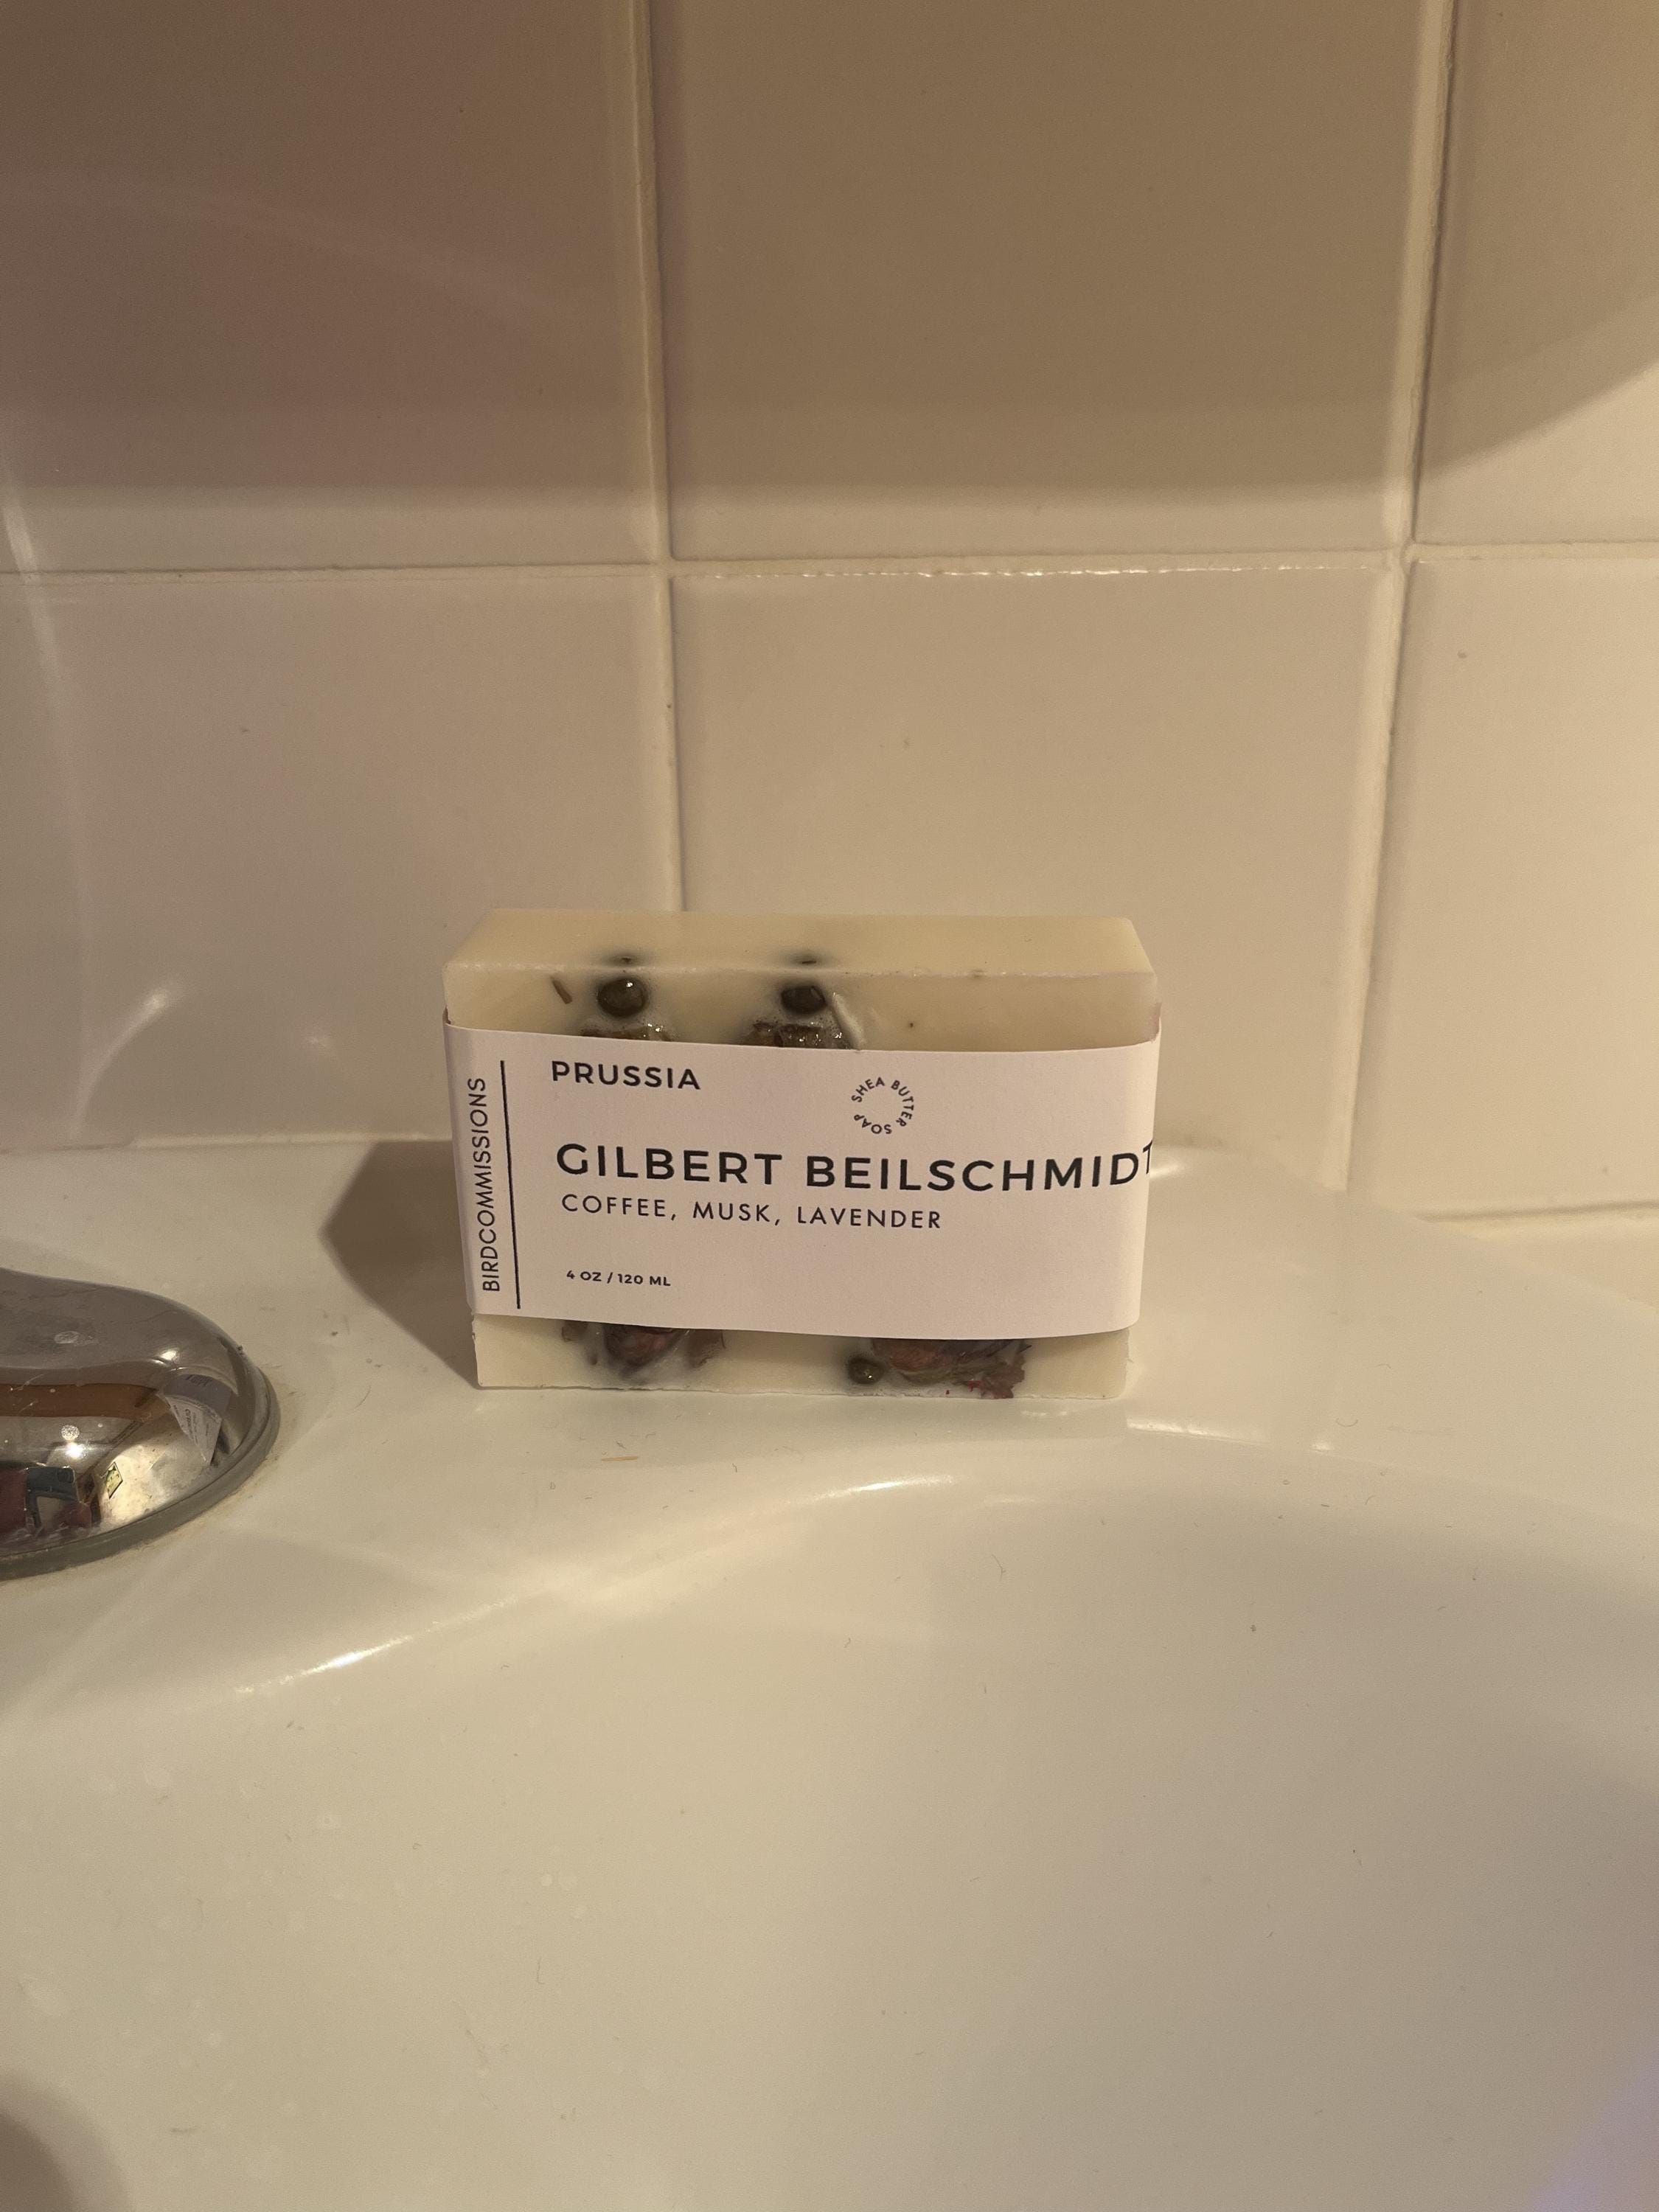 BIRDCOMMISSIONS
PRUSSIA
SHEA BUTTER SOAP
GILBERT BEILSCHMIDT
COFFEE, MUSK, LAVENDER
4 OZ / 120 ML